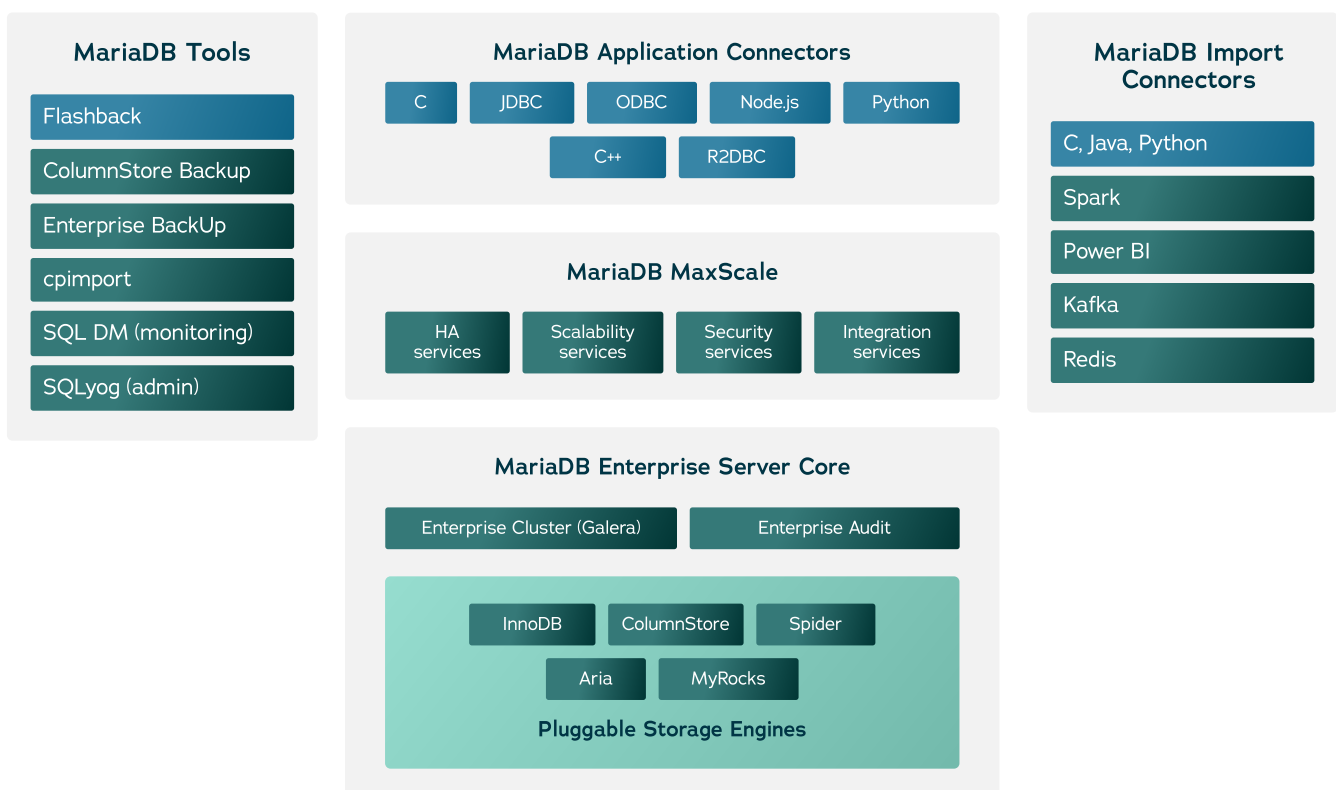 MariaDB Tools
Flashback
ColumnStore Backup
Enterprise BackUp
cpimport
SQL DM (monitoring)
SQLyog (admin)
MariaDB Application Connectors
C
JDBC
ODBC
Node.js
Python
C++
R2DBC
MariaDB MaxScale
HA
services
Scalability
services
Security
services
Integration
services
MariaDB Enterprise Server Core
Enterprise Cluster (Galera)
Enterprise Audit
InnoDB
ColumnStore
Spider
Aria
MyRocks
Pluggable Storage Engines
MariaDB Import
Connectors
C, Java, Python
Spark
Power BI
Kafka
Redis